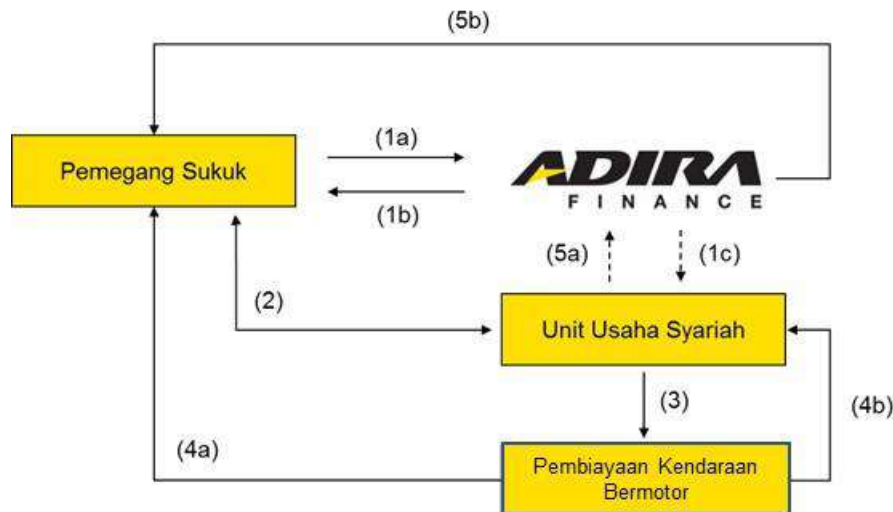 (5b)
Pemegang Sukuk
(1a)
(1b)
ADIRA
FINANCE
(5a)
(1c)
(2)
Unit Usaha Syariah
(3)
(4b)
(4a)
Pembiayaan Kendaraan
Bermotor